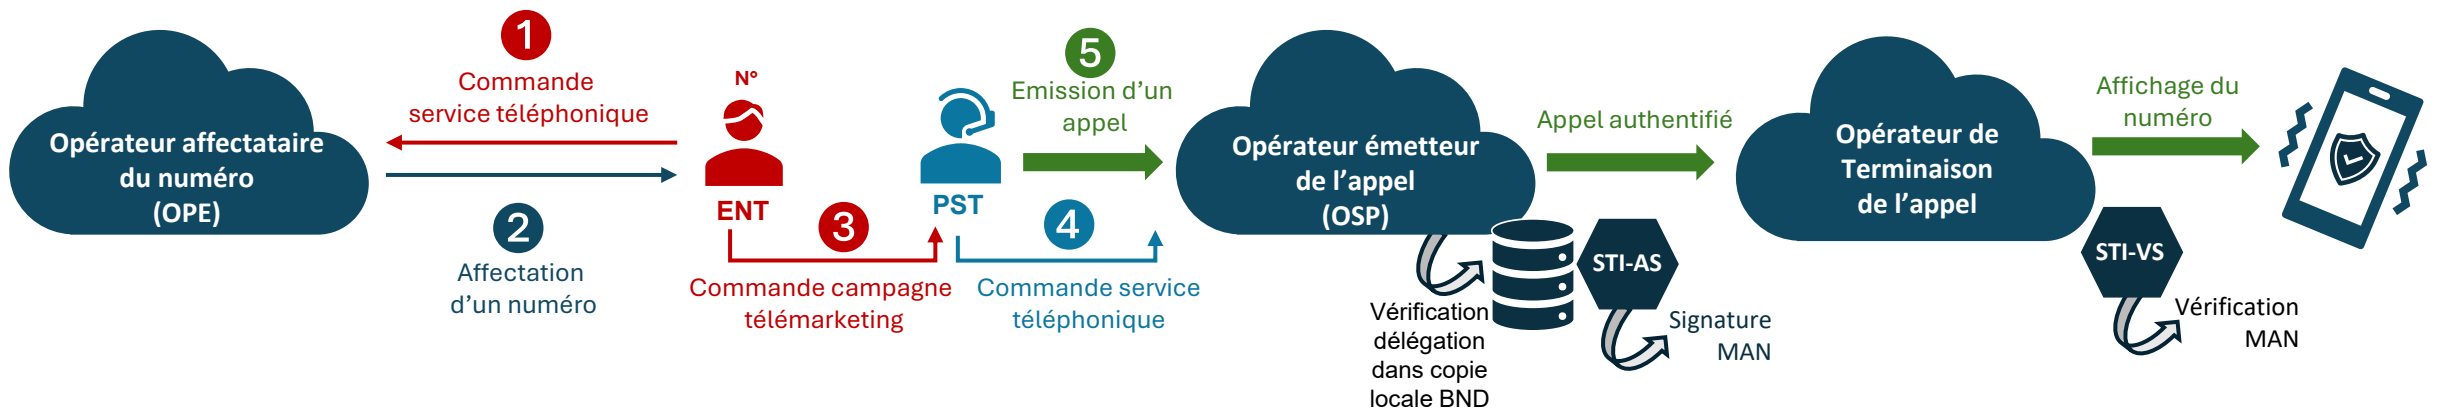 1
Commande
service téléphonique
Opérateur affectataire
du numéro
(OPE)
2
Affectation
d'un numéro
N°
ENT
3
Commande campagne
télémarketing
PST
4
Commande service
téléphonique
5
Emission d'un
appel
Opérateur émetteur
de l'appel
(OSP)
Vérification
délégation
dans copie
locale BND
STI-AS
Signature
MAN
Appel authentifié
Opérateur de
Terminaison
de l'appel
STI-VS
Vérification
MAN
Affichage du
numéro